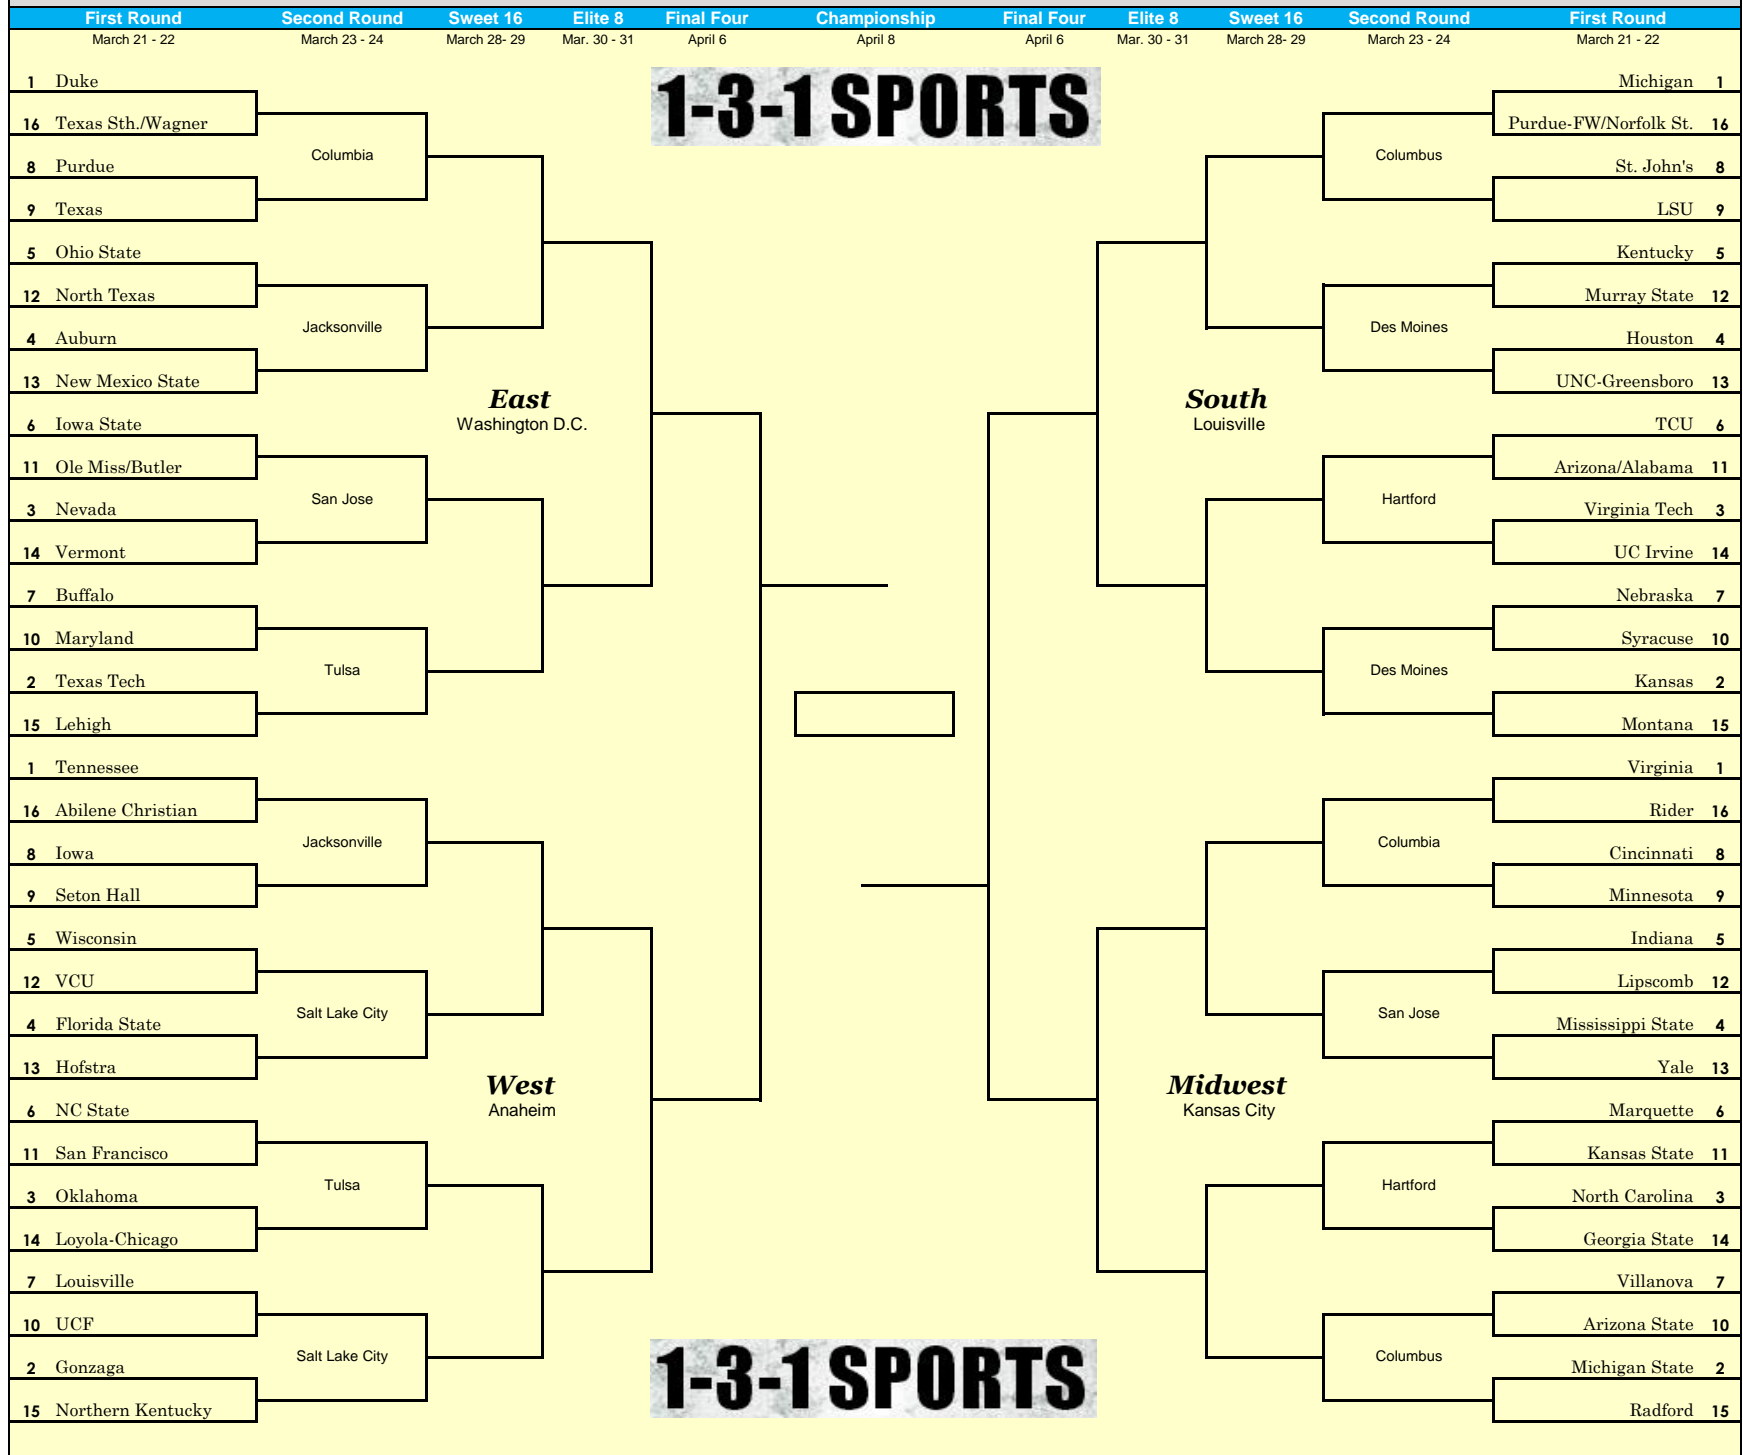 First Round Second Round Sweet 16 Elite 8 Final Four Championship Final Four Elite 8 Sweet 16 Second Round First Round
March 21 - 22 March 23 - 24 March 28- 29 Mar. 30 - 31 April 6 April 8 April 6 Mar. 30 - 31 March 28- 29 March 23 - 24 March 21 - 22
1-3-1 SPORTS
1 Duke
16 Texas Sth./Wagner
Columbia
8 Purdue
9 Texas
5 Ohio State
12 North Texas
Jacksonville
4 Auburn
13 New Mexico State
East
Washington D.C.
6 Iowa State
11 Ole Miss/Butler
San Jose
3 Nevada
14 Vermont
7 Buffalo
10 Maryland
Tulsa
2 Texas Tech
15 Lehigh
1 Tennessee
16 Abilene Christian
Jacksonville
8 Iowa
9 Seton Hall
5 Wisconsin
12 VCU
Salt Lake City
4 Florida State
13 Hofstra
West
Anaheim
6 NC State
11 San Francisco
Tulsa
3 Oklahoma
14 Loyola-Chicago
7 Louisville
10 UCF
Salt Lake City
2 Gonzaga
15 Northern Kentucky
Michigan 1
Purdue-FW/Norfolk St. 16
Columbus
St. John's 8
LSU 9
Kentucky 5
Murray State 12
Des Moines
Houston 4
UNC-Greensboro 13
South
Louisville
TCU 6
Arizona/Alabama 11
Hartford
Virginia Tech 3
UC Irvine 14
Nebraska 7
Syracuse 10
Des Moines
Kansas 2
Montana 15
Virginia 1
Rider 16
Columbia
Cincinnati 8
Minnesota 9
Indiana 5
Lipscomb 12
San Jose
Mississippi State 4
Yale 13
Midwest
Kansas City
Marquette 6
Kansas State 11
Hartford
North Carolina 3
Georgia State 14
Villanova 7
Arizona State 10
Columbus
Michigan State 2
Radford 15
1-3-1 SPORTS